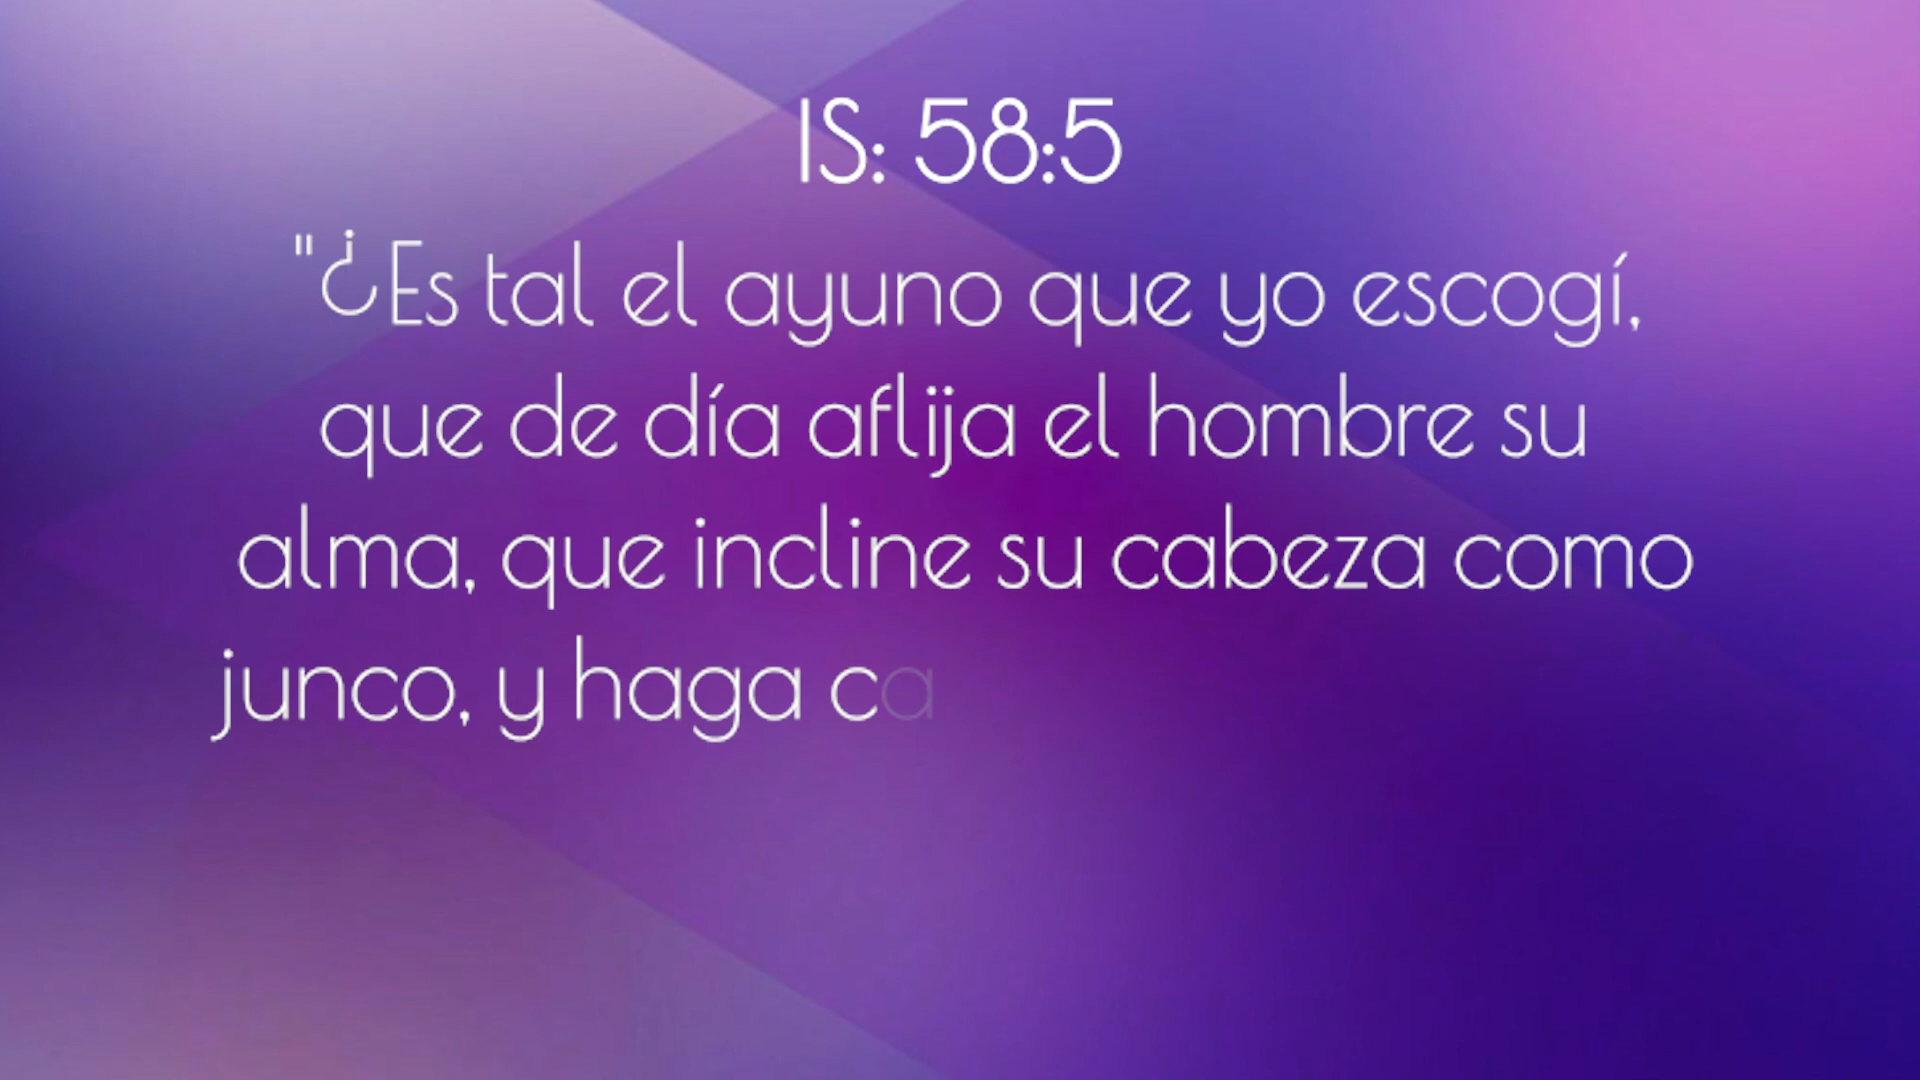 IS: 58:5
"¿Es tal el ayuno que yo escogí,
que de día aflija el hombre su
alma, que incline su cabeza como
junco, y haga ca